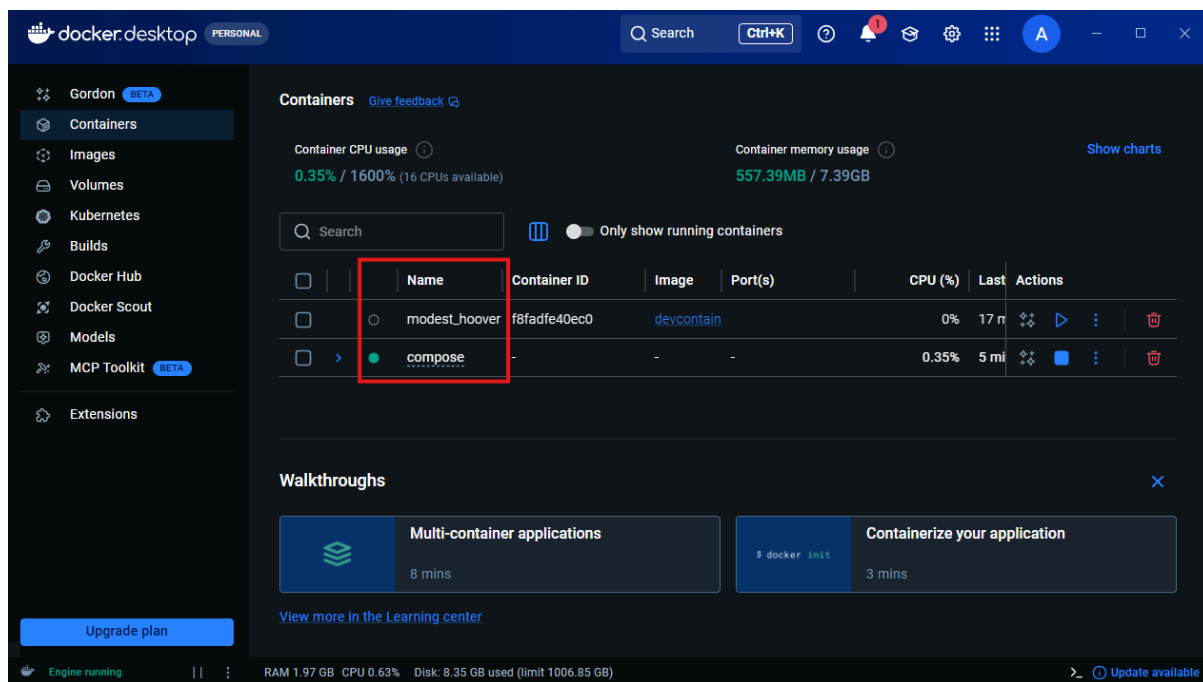 docker.desktop PERSONAL
Search Ctrl+K
1
A
Gordon BETA
Containers
Images
Volumes
Kubernetes
Builds
Docker Hub
Docker Scout
Models
MCP Toolkit BETA
Extensions
Upgrade plan
Containers Give feedback
Container CPU usage
0.35% / 1600% (16 CPUs available)
Container memory usage
557.39MB / 7.39GB
Show charts
Search
Only show running containers
Name Container ID Image Port(s) CPU (%) Last Actions
modest_hoover f8fadfe40ec0 devcontain 0% 17 m
compose - - - 0.35% 5 mi
Walkthroughs
Multi-container applications
8 mins
$ docker init
Containerize your application
3 mins
View more in the Learning center
Engine running RAM 1.97 GB CPU 0.63% Disk: 8.35 GB used (limit 1006.85 GB) Update available